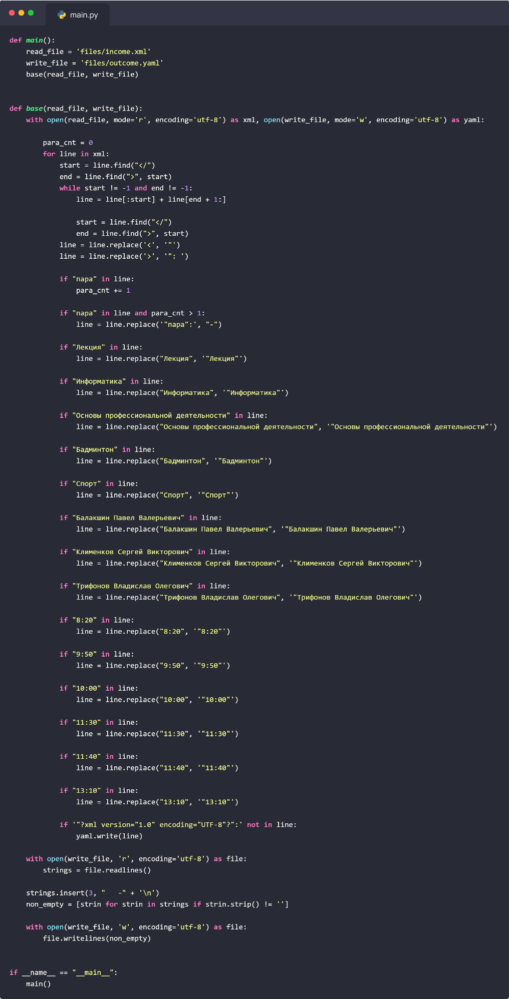 main.py
def main():
    read_file = 'files/income.xml'
    write_file = 'files/outcome.yaml'
    base(read_file, write_file)
def base(read_file, write_file):
    with open(read_file, mode='r', encoding='utf-8') as xml, open(write_file, mode='w', encoding='utf-8') as yaml:
        para_cnt = 0
        for line in xml:
            start = line.find("</")
            end = line.find(">", start)
            while start != -1 and end != -1:
                line = line[:start] + line[end + 1:]
                start = line.find("</")
                end = line.find(">", start)
            line = line.replace('<', '"')
            line = line.replace('>', '": ')
            if "пара" in line:
                para_cnt += 1
            if "пара" in line and para_cnt > 1:
                line = line.replace('"пара":', "-")
            if "Лекция" in line:
                line = line.replace("Лекция", '"Лекция"')
            if "Информатика" in line:
                line = line.replace("Информатика", '"Информатика"')
            if "Основы профессиональной деятельности" in line:
                line = line.replace("Основы профессиональной деятельности", '"Основы профессиональной деятельности"')
            if "Бадминтон" in line:
                line = line.replace("Бадминтон", '"Бадминтон"')
            if "Спорт" in line:
                line = line.replace("Спорт", '"Спорт"')
            if "Балакшин Павел Валерьевич" in line:
                line = line.replace("Балакшин Павел Валерьевич", '"Балакшин Павел Валерьевич"')
            if "Клименков Сергей Викторович" in line:
                line = line.replace("Клименков Сергей Викторович", '"Клименков Сергей Викторович"')
            if "Трифонов Владислав Олегович" in line:
                line = line.replace("Трифонов Владислав Олегович", '"Трифонов Владислав Олегович"')
            if "8:20" in line:
                line = line.replace("8:20", '"8:20"')
            if "9:50" in line:
                line = line.replace("9:50", '"9:50"')
            if "10:00" in line:
                line = line.replace("10:00", '"10:00"')
            if "11:30" in line:
                line = line.replace("11:30", '"11:30"')
            if "11:40" in line:
                line = line.replace("11:40", '"11:40"')
            if "13:10" in line:
                line = line.replace("13:10", '"13:10"')
            if '"?xml version="1.0" encoding="UTF-8"?":' not in line:
                yaml.write(line)
    with open(write_file, 'r', encoding='utf-8') as file:
        strings = file.readlines()
    strings.insert(3, "   -" + '\n')
    non_empty = [strin for strin in strings if strin.strip() != '']
    with open(write_file, 'w', encoding='utf-8') as file:
        file.writelines(non_empty)
if __name__ == "__main__":
    main()